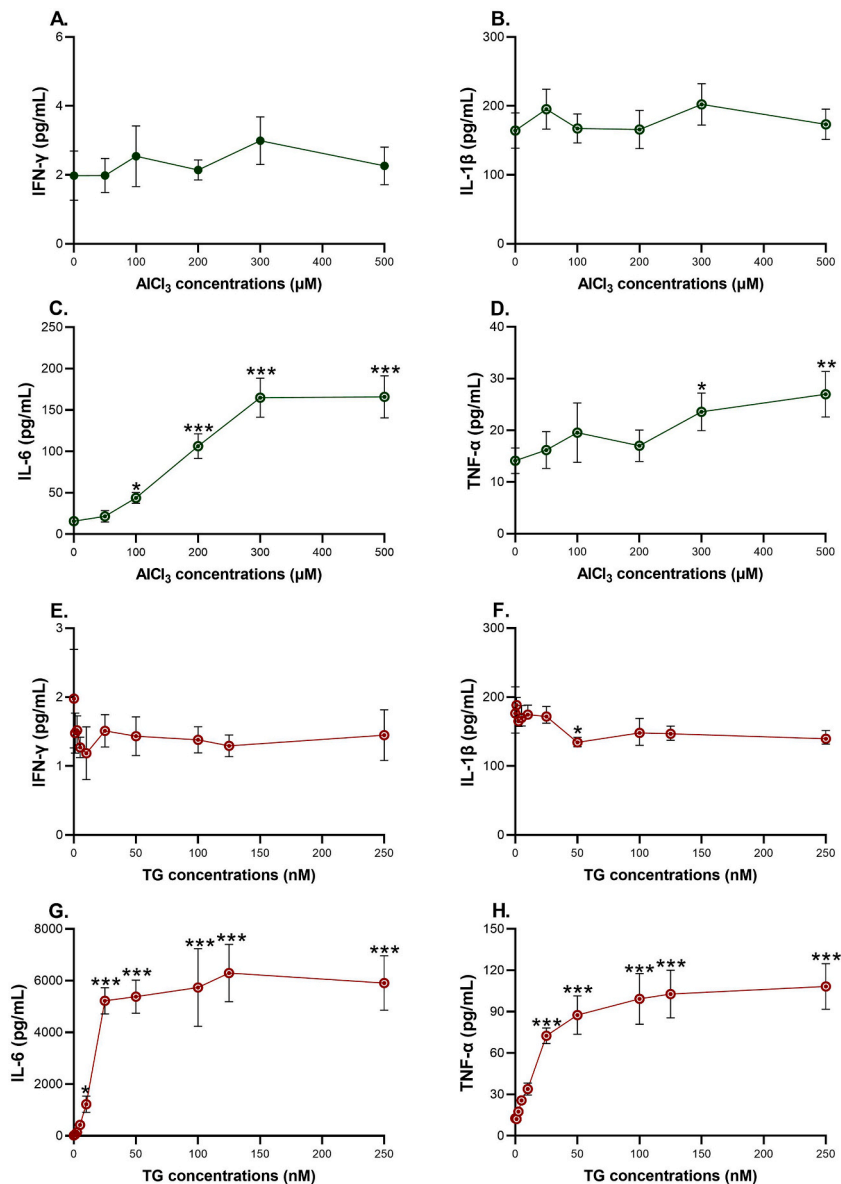 A.
6
4
2
0
IFN-γ (pg/mL)
0 100 200 300 400 500
AlCl₃ concentrations (µM)
B.
300
200
100
0
IL-1β (pg/mL)
0 100 200 300 400 500
AlCl₃ concentrations (µM)
C.
250
200
150
100
50
0
IL-6 (pg/mL)
*
***
***
***
0 100 200 300 400 500
AlCl₃ concentrations (µM)
D.
40
30
20
10
0
TNF-α (pg/mL)
*
**
0 100 200 300 400 500
AlCl₃ concentrations (µM)
E.
3
2
1
0
IFN-γ (pg/mL)
0 50 100 150 200 250
TG concentrations (nM)
F.
300
200
100
0
IL-1β (pg/mL)
*
0 50 100 150 200 250
TG concentrations (nM)
G.
8000
6000
4000
2000
0
IL-6 (pg/mL)
*
***
***
***
***
***
0 50 100 150 200 250
TG concentrations (nM)
H.
150
120
90
60
30
0
TNF-α (pg/mL)
***
***
***
***
***
0 50 100 150 200 250
TG concentrations (nM)